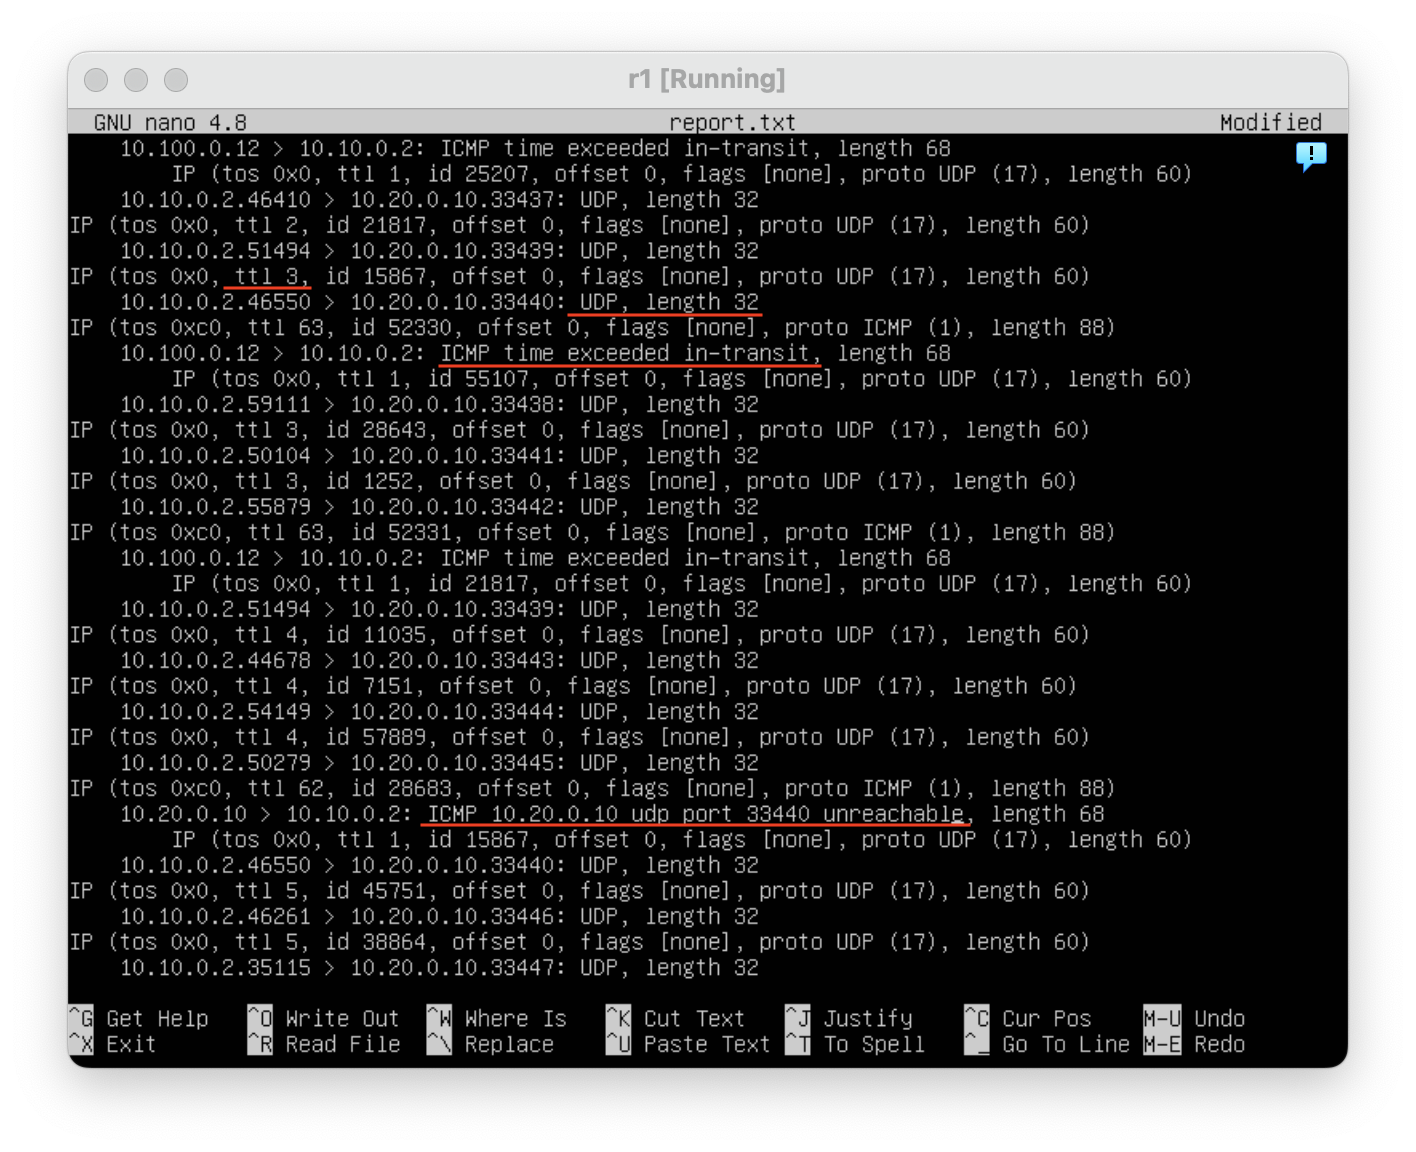 r1 [Running]
GNU nano 4.8 report.txt Modified
10.100.0.12 > 10.10.0.2: ICMP time exceeded in-transit, length 68
IP (tos 0x0, ttl 1, id 25207, offset 0, flags [none], proto UDP (17), length 60)
10.10.0.2.46410 > 10.20.0.10.33437: UDP, length 32
IP (tos 0x0, ttl 2, id 21817, offset 0, flags [none], proto UDP (17), length 60)
10.10.0.2.51494 > 10.20.0.10.33439: UDP, length 32
IP (tos 0x0, ttl 3, id 15867, offset 0, flags [none], proto UDP (17), length 60)
10.10.0.2.46550 > 10.20.0.10.33440: UDP, length 32
IP (tos 0xc0, ttl 63, id 52330, offset 0, flags [none], proto ICMP (1), length 88)
10.100.0.12 > 10.10.0.2: ICMP time exceeded in-transit, length 68
IP (tos 0x0, ttl 1, id 55107, offset 0, flags [none], proto UDP (17), length 60)
10.10.0.2.59111 > 10.20.0.10.33438: UDP, length 32
IP (tos 0x0, ttl 3, id 28643, offset 0, flags [none], proto UDP (17), length 60)
10.10.0.2.50104 > 10.20.0.10.33441: UDP, length 32
IP (tos 0x0, ttl 3, id 1252, offset 0, flags [none], proto UDP (17), length 60)
10.10.0.2.55879 > 10.20.0.10.33442: UDP, length 32
IP (tos 0xc0, ttl 63, id 52331, offset 0, flags [none], proto ICMP (1), length 88)
10.100.0.12 > 10.10.0.2: ICMP time exceeded in-transit, length 68
IP (tos 0x0, ttl 1, id 21817, offset 0, flags [none], proto UDP (17), length 60)
10.10.0.2.51494 > 10.20.0.10.33439: UDP, length 32
IP (tos 0x0, ttl 4, id 11035, offset 0, flags [none], proto UDP (17), length 60)
10.10.0.2.44678 > 10.20.0.10.33443: UDP, length 32
IP (tos 0x0, ttl 4, id 7151, offset 0, flags [none], proto UDP (17), length 60)
10.10.0.2.54149 > 10.20.0.10.33444: UDP, length 32
IP (tos 0x0, ttl 4, id 57889, offset 0, flags [none], proto UDP (17), length 60)
10.10.0.2.50279 > 10.20.0.10.33445: UDP, length 32
IP (tos 0xc0, ttl 62, id 28683, offset 0, flags [none], proto ICMP (1), length 88)
10.20.0.10 > 10.10.0.2: ICMP 10.20.0.10 udp port 33440 unreachable, length 68
IP (tos 0x0, ttl 1, id 15867, offset 0, flags [none], proto UDP (17), length 60)
10.10.0.2.46550 > 10.20.0.10.33440: UDP, length 32
IP (tos 0x0, ttl 5, id 45751, offset 0, flags [none], proto UDP (17), length 60)
10.10.0.2.46261 > 10.20.0.10.33446: UDP, length 32
IP (tos 0x0, ttl 5, id 38864, offset 0, flags [none], proto UDP (17), length 60)
10.10.0.2.35115 > 10.20.0.10.33447: UDP, length 32
^G Get Help ^O Write Out ^W Where Is ^K Cut Text ^J Justify ^C Cur Pos M-U Undo
^X Exit ^R Read File ^\ Replace ^U Paste Text ^T To Spell ^_ Go To Line M-E Redo